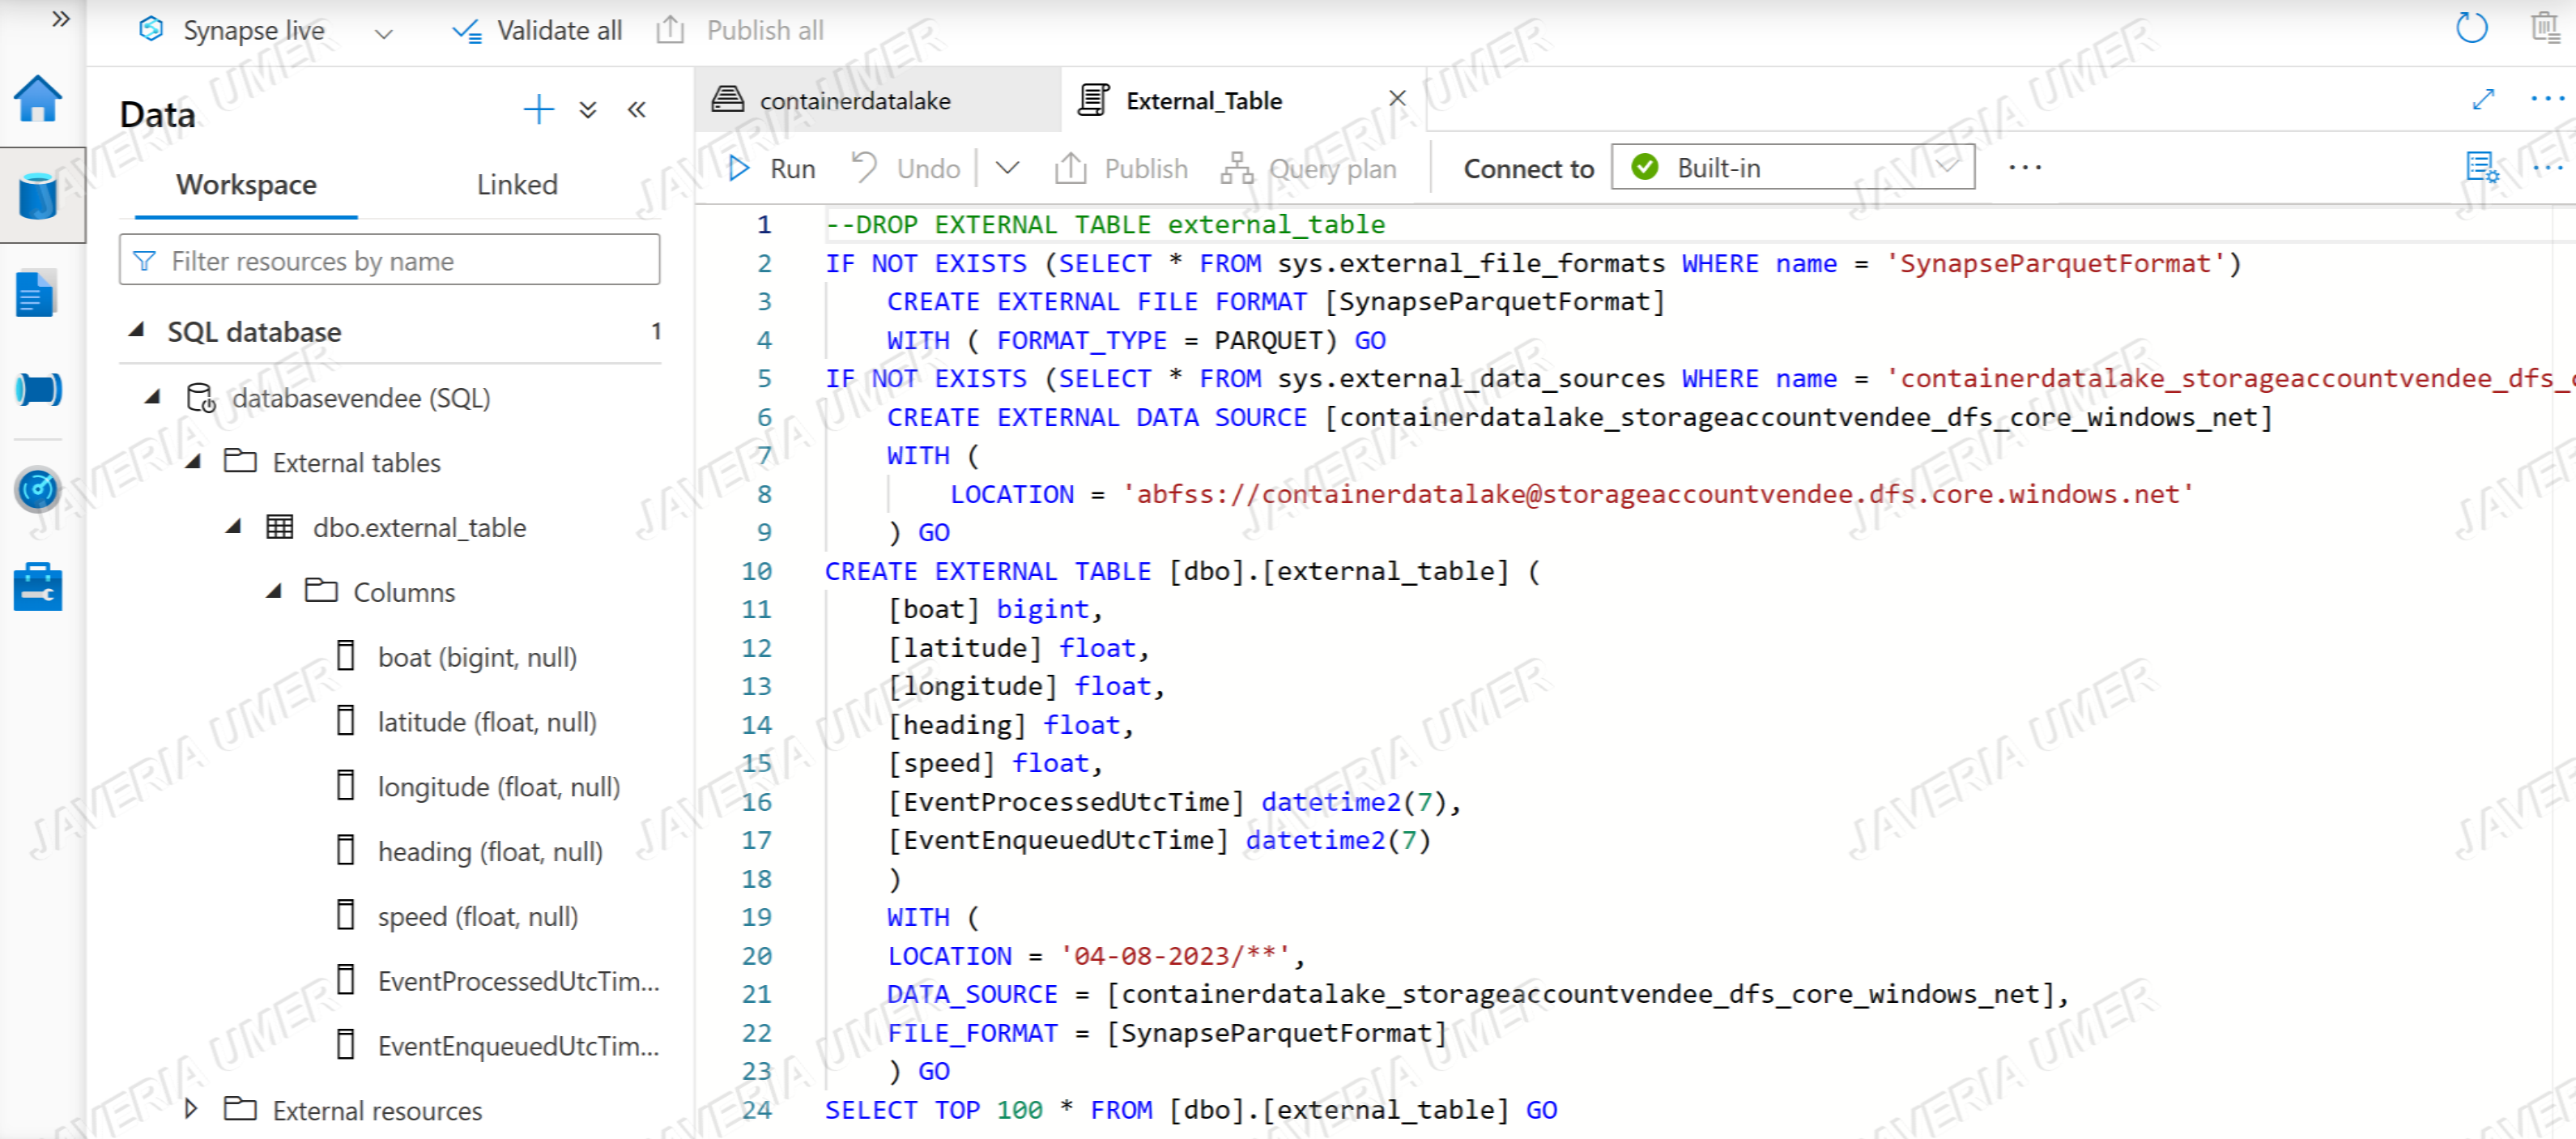 Synapse live
Validate all
Publish all
Data
Workspace
Linked
Filter resources by name
SQL database 1
databasevendee (SQL)
External tables
dbo.external_table
Columns
boat (bigint, null)
latitude (float, null)
longitude (float, null)
heading (float, null)
speed (float, null)
EventProcessedUtcTim...
EventEnqueuedUtcTim...
External resources
containerdatalake
External_Table
Run
Undo
Publish
Query plan
Connect to
Built-in
1 --DROP EXTERNAL TABLE external_table
2 IF NOT EXISTS (SELECT * FROM sys.external_file_formats WHERE name = 'SynapseParquetFormat')
3 CREATE EXTERNAL FILE FORMAT [SynapseParquetFormat]
4 WITH ( FORMAT_TYPE = PARQUET) GO
5 IF NOT EXISTS (SELECT * FROM sys.external_data_sources WHERE name = 'containerdatalake_storageaccountvendee_dfs_
6 CREATE EXTERNAL DATA SOURCE [containerdatalake_storageaccountvendee_dfs_core_windows_net]
7 WITH (
8 LOCATION = 'abfss://containerdatalake@storageaccountvendee.dfs.core.windows.net'
9 ) GO
10 CREATE EXTERNAL TABLE [dbo].[external_table] (
11 [boat] bigint,
12 [latitude] float,
13 [longitude] float,
14 [heading] float,
15 [speed] float,
16 [EventProcessedUtcTime] datetime2(7),
17 [EventEnqueuedUtcTime] datetime2(7)
18 )
19 WITH (
20 LOCATION = '04-08-2023/**',
21 DATA_SOURCE = [containerdatalake_storageaccountvendee_dfs_core_windows_net],
22 FILE_FORMAT = [SynapseParquetFormat]
23 ) GO
24 SELECT TOP 100 * FROM [dbo].[external_table] GO
JAVERIA UMER